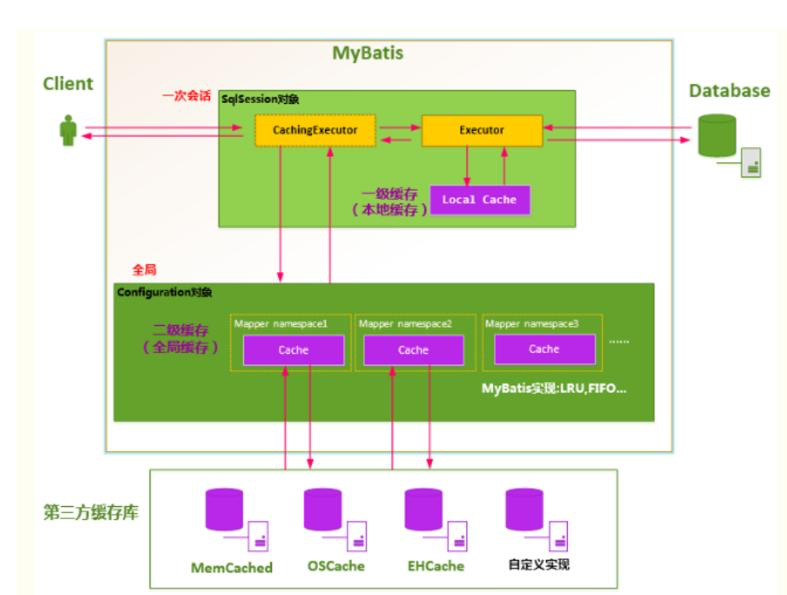 MyBatis
Client
Database
一次会话
SqlSession对象
CachingExecutor
Executor
一级缓存
（本地缓存）
Local Cache
全局
Configuration对象
二级缓存
（全局缓存）
Mapper namespace1
Cache
Mapper namespace2
Cache
Mapper namespace3
Cache
……
MyBatis实现:LRU,FIFO...
第三方缓存库
MemCached
OSCache
EHCache
自定义实现